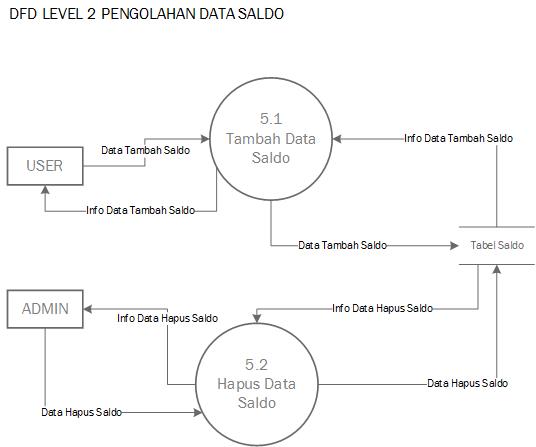 DFD LEVEL 2 PENGOLAHAN DATA SALDO
5.1
Tambah Data
Saldo
Info Data Tambah Saldo
Data Tambah Saldo
USER
Info Data Tambah Saldo
Data Tambah Saldo
Tabel Saldo
ADMIN
Info Data Hapus Saldo
Info Data Hapus Saldo
5.2
Hapus Data
Saldo
Data Hapus Saldo
Data Hapus Saldo